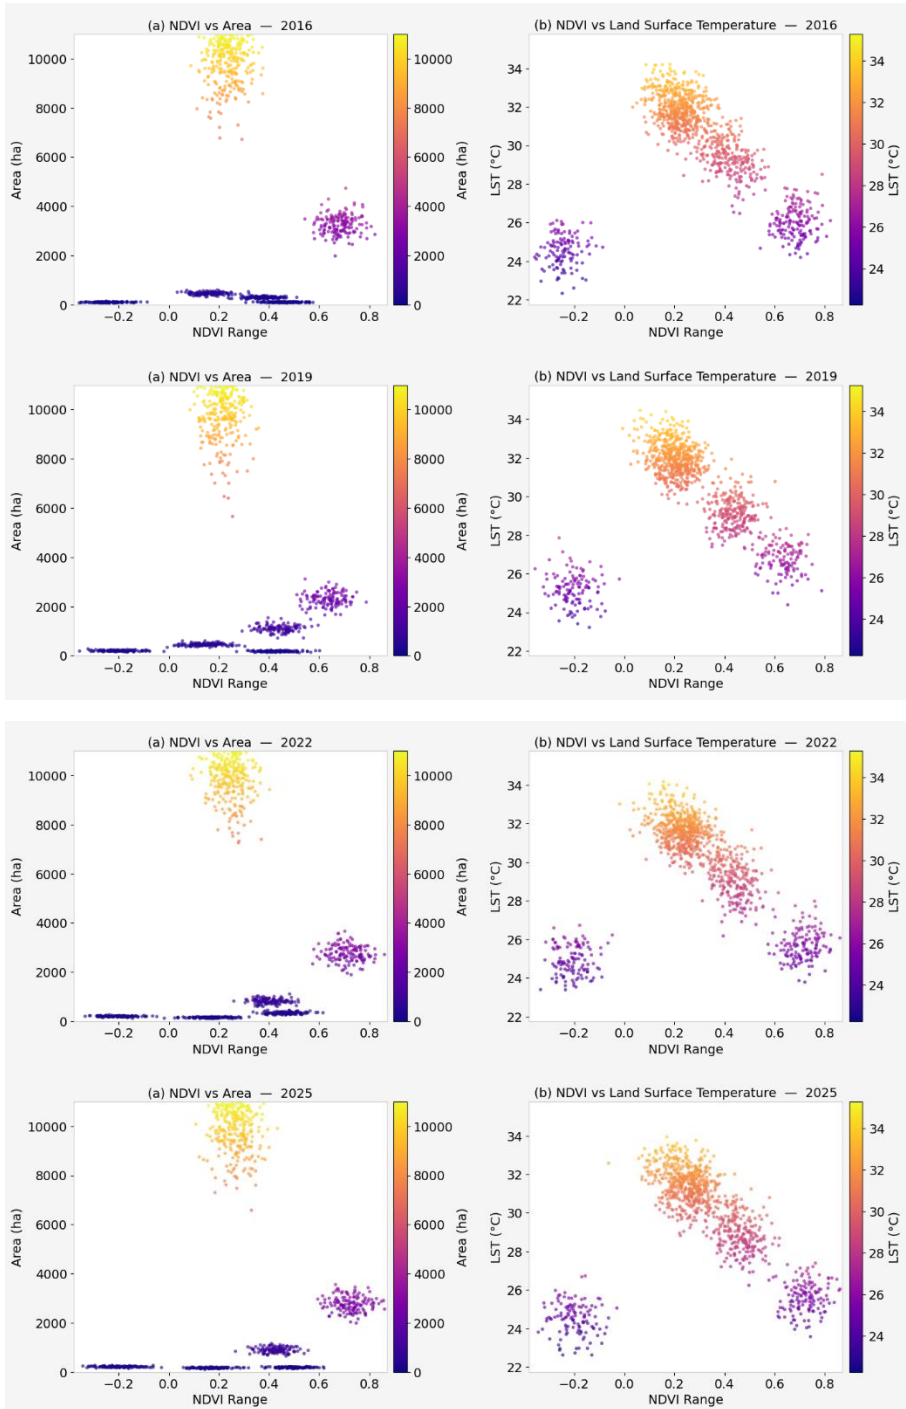 (a) NDVI vs Area — 2016
Area (ha)
10000
8000
6000
4000
2000
0
−0.2 0.0 0.2 0.4 0.6 0.8
NDVI Range
10000
8000
6000
4000
2000
0
Area (ha)
(b) NDVI vs Land Surface Temperature — 2016
LST (°C)
34
32
30
28
26
24
22
−0.2 0.0 0.2 0.4 0.6 0.8
NDVI Range
34
32
30
28
26
24
LST (°C)
(a) NDVI vs Area — 2019
Area (ha)
10000
8000
6000
4000
2000
0
−0.2 0.0 0.2 0.4 0.6 0.8
NDVI Range
10000
8000
6000
4000
2000
0
Area (ha)
(b) NDVI vs Land Surface Temperature — 2019
LST (°C)
34
32
30
28
26
24
22
−0.2 0.0 0.2 0.4 0.6 0.8
NDVI Range
34
32
30
28
26
24
LST (°C)
(a) NDVI vs Area — 2022
Area (ha)
10000
8000
6000
4000
2000
0
−0.2 0.0 0.2 0.4 0.6 0.8
NDVI Range
10000
8000
6000
4000
2000
0
Area (ha)
(b) NDVI vs Land Surface Temperature — 2022
LST (°C)
34
32
30
28
26
24
22
−0.2 0.0 0.2 0.4 0.6 0.8
NDVI Range
34
32
30
28
26
24
LST (°C)
(a) NDVI vs Area — 2025
Area (ha)
10000
8000
6000
4000
2000
0
−0.2 0.0 0.2 0.4 0.6 0.8
NDVI Range
10000
8000
6000
4000
2000
0
Area (ha)
(b) NDVI vs Land Surface Temperature — 2025
LST (°C)
34
32
30
28
26
24
22
−0.2 0.0 0.2 0.4 0.6 0.8
NDVI Range
34
32
30
28
26
24
LST (°C)